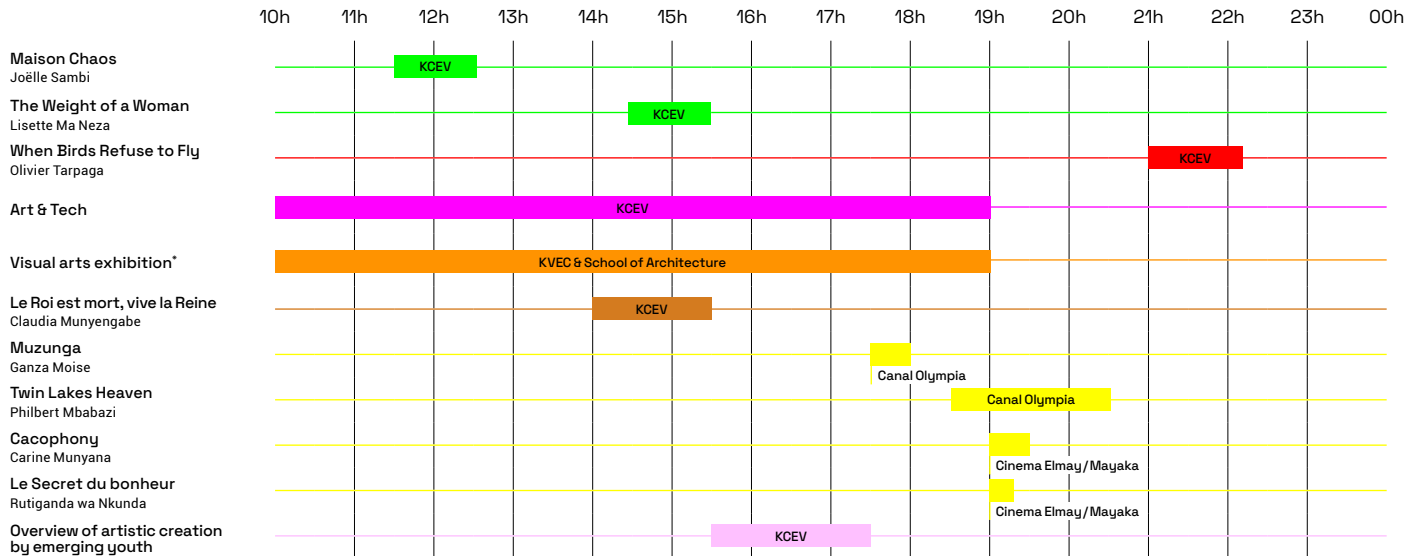 10h 11h 12h 13h 14h 15h 16h 17h 18h 19h 20h 21h 22h 23h 00h
Maison Chaos
Joëlle Sambi
KCEV
The Weight of a Woman
Lisette Ma Neza
KCEV
When Birds Refuse to Fly
Olivier Tarpaga
KCEV
Art & Tech
KCEV
Visual arts exhibition*
KVEC & School of Architecture
Le Roi est mort, vive la Reine
Claudia Munyengabe
KCEV
Muzunga
Ganza Moise
Canal Olympia
Twin Lakes Heaven
Philbert Mbabazi
Canal Olympia
Cacophony
Carine Munyana
Cinema Elmay/Mayaka
Le Secret du bonheur
Rutiganda wa Nkunda
Cinema Elmay/Mayaka
Overview of artistic creation
by emerging youth
KCEV